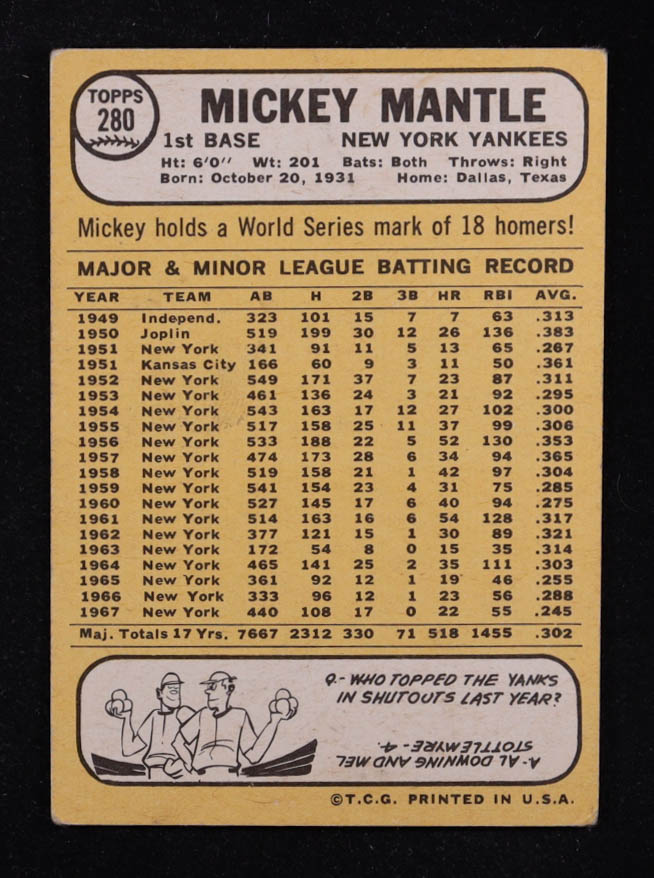 TOPPS
280
MICKEY MANTLE
1st BASE NEW YORK YANKEES
Ht: 6'0" Wt: 201 Bats: Both Throws: Right
Born: October 20, 1931 Home: Dallas, Texas
Mickey holds a World Series mark of 18 homers!
MAJOR & MINOR LEAGUE BATTING RECORD
YEAR TEAM AB H 2B 3B HR RBI AVG.
1949 Independ. 323 101 15 7 7 63 .313
1950 Joplin 519 199 30 12 26 136 .383
1951 New York 341 91 11 5 13 65 .267
1951 Kansas City 166 60 9 3 11 50 .361
1952 New York 549 171 37 7 23 87 .311
1953 New York 461 136 24 3 21 92 .295
1954 New York 543 163 17 12 27 102 .300
1955 New York 517 158 25 11 37 99 .306
1956 New York 533 188 22 5 52 130 .353
1957 New York 474 173 28 6 34 94 .365
1958 New York 519 158 21 1 42 97 .304
1959 New York 541 154 23 4 31 75 .285
1960 New York 527 145 17 6 40 94 .275
1961 New York 514 163 16 6 54 128 .317
1962 New York 377 121 15 1 30 89 .321
1963 New York 172 54 8 0 15 35 .314
1964 New York 465 141 25 2 35 111 .303
1965 New York 361 92 12 1 19 46 .255
1966 New York 333 96 12 1 23 56 .288
1967 New York 440 108 17 0 22 55 .245
Maj. Totals 17 Yrs. 7667 2312 330 71 518 1455 .302
Q.- WHO TOPPED THE YANKS
IN SHUTOUTS LAST YEAR?
A- AL DOWNING AND MEL
STOTTLEMYRE - 4.
©T.C.G. PRINTED IN U.S.A.